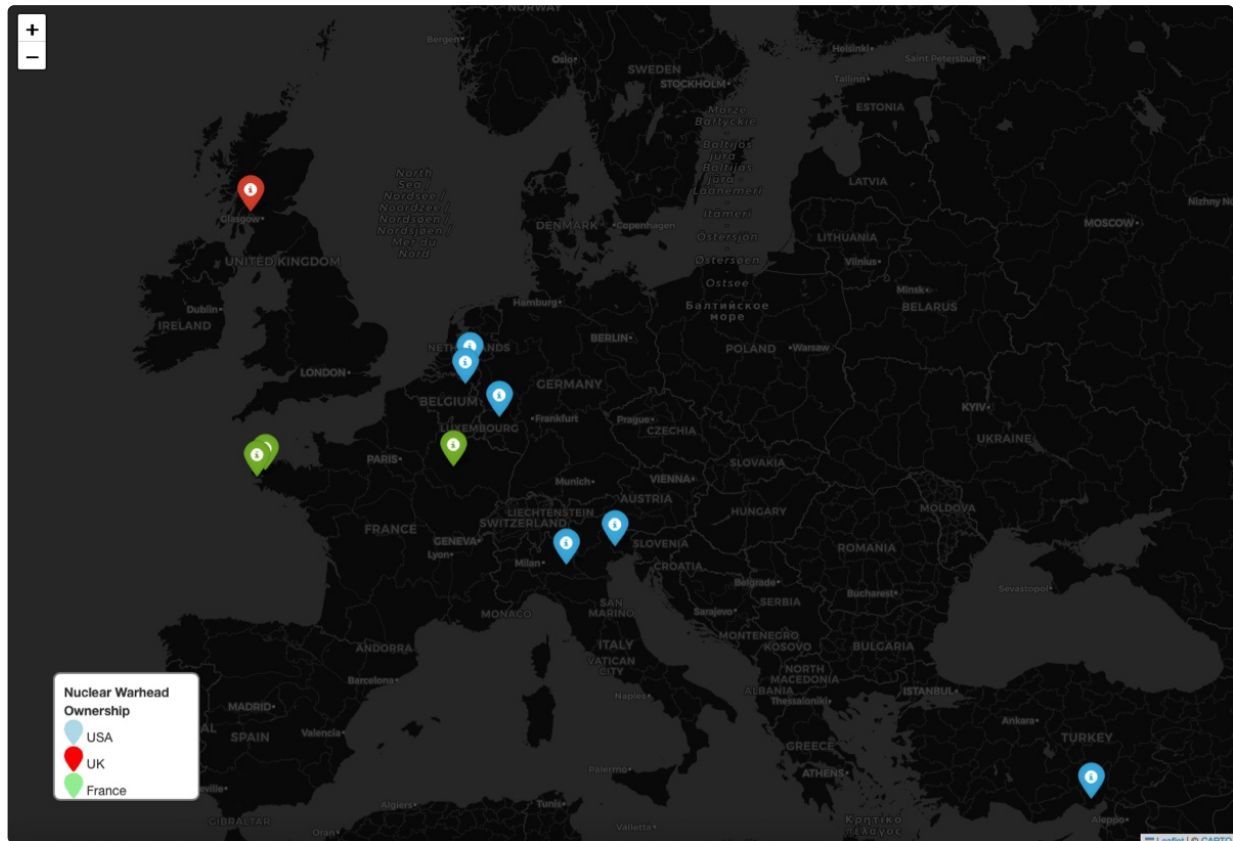 +
−
NORWAY
Bergen
Oslo
Helsinki
Saint Petersburg
SWEDEN
STOCKHOLM
Tallinn
ESTONIA
Morze
Bałtyckie
-
Baltijas
jūra
Baltijos
jūra -
Läänemeri
-
Itämeri
-
Östersjön
-
Østersøen
-
Ostsee
-
Балтийское
море
North
Sea /
Nordsee /
Noordzee /
Nordsøen /
Nordsjøen /
Mer du
Nord
LATVIA
Nizhny No
MOSCOW
Glasgow
DENMARK
Copenhagen
LITHUANIA
Vilnius
UNITED KINGDOM
Minsk
BELARUS
Dublin
IRELAND
Hamburg
BERLIN
POLAND
Warsaw
LONDON
BELGIUM
GERMANY
KYIV
LUXEMBOURG
Frankfurt
Prague
CZECHIA
UKRAINE
PARIS
SLOVAKIA
Munich
VIENNA
AUSTRIA
MOLDOVA
LIECHTENSTEIN
SWITZERLAND
HUNGARY
FRANCE
GENEVA
Lyon
SLOVENIA
ROMANIA
Milan
CROATIA
Belgrade
Sevastopol
SERBIA
Bucharest
MONACO
SAN
MARINO
Sarajevo
ANDORRA
ITALY
VATICAN
CITY
MONTENEGRO
KOSOVO
BULGARIA
Barcelona
NORTH
MACEDONIA
ALBANIA
Thessaloniki
ISTANBUL
Naples
MADRID
SPAIN
Valencia
Ankara
TURKEY
GREECE
ATHENS
Palermo
Algiers
Tunis
GIBRALTAR
Oran
Valletta
Κρητικό
πέλαγος
Aleppo
Nuclear Warhead
Ownership
USA
UK
France
Leaflet | © CARTO